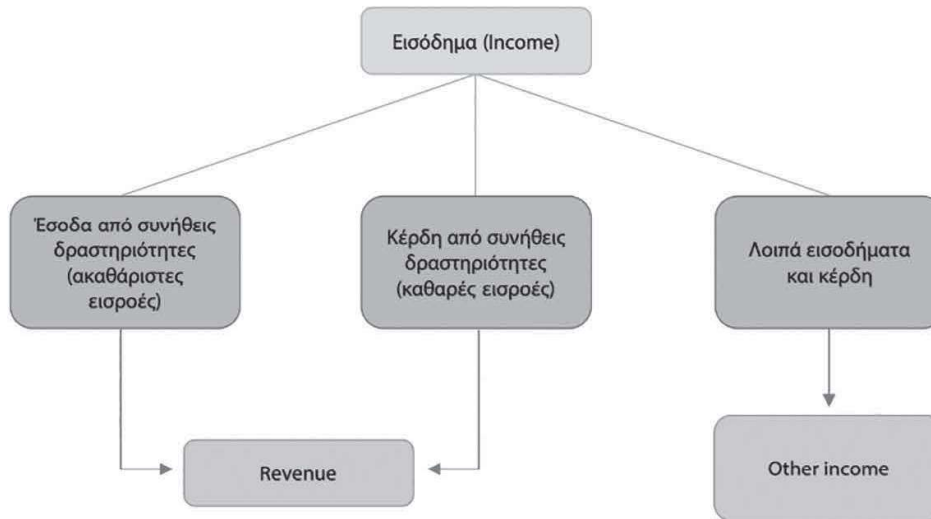 Εισόδημα (Income)
Έσοδα από συνήθεις
δραστηριότητες
(ακαθάριστες
εισροές)
Κέρδη από συνήθεις
δραστηριότητες
(καθαρές εισροές)
Λοιπά εισοδήματα
και κέρδη
Revenue
Other income